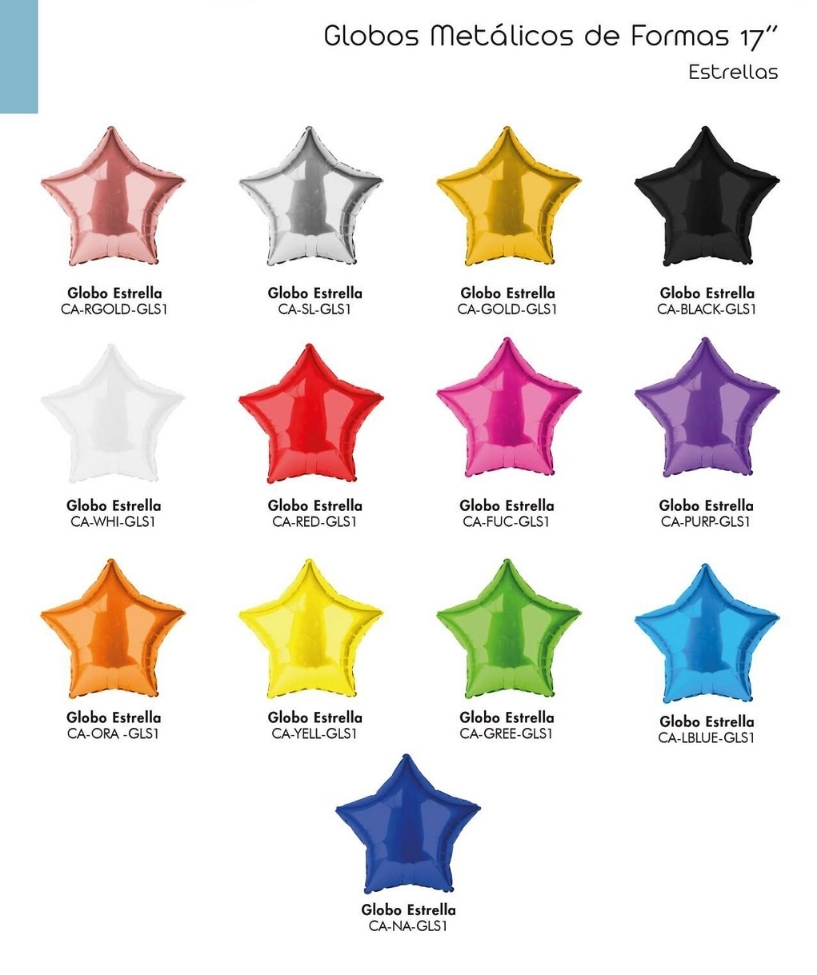 Globos Metálicos de Formas 17”
Estrellas
Globo Estrella
CA-RGOLD-GLS1
Globo Estrella
CA-SL-GLS1
Globo Estrella
CA-GOLD-GLS1
Globo Estrella
CA-BLACK-GLS1
Globo Estrella
CA-WHI-GLS1
Globo Estrella
CA-RED-GLS1
Globo Estrella
CA-FUC-GLS1
Globo Estrella
CA-PURP-GLS1
Globo Estrella
CA-ORA -GLS1
Globo Estrella
CA-YELL-GLS1
Globo Estrella
CA-GREE-GLS1
Globo Estrella
CA-LBLUE-GLS1
Globo Estrella
CA-NA-GLS1